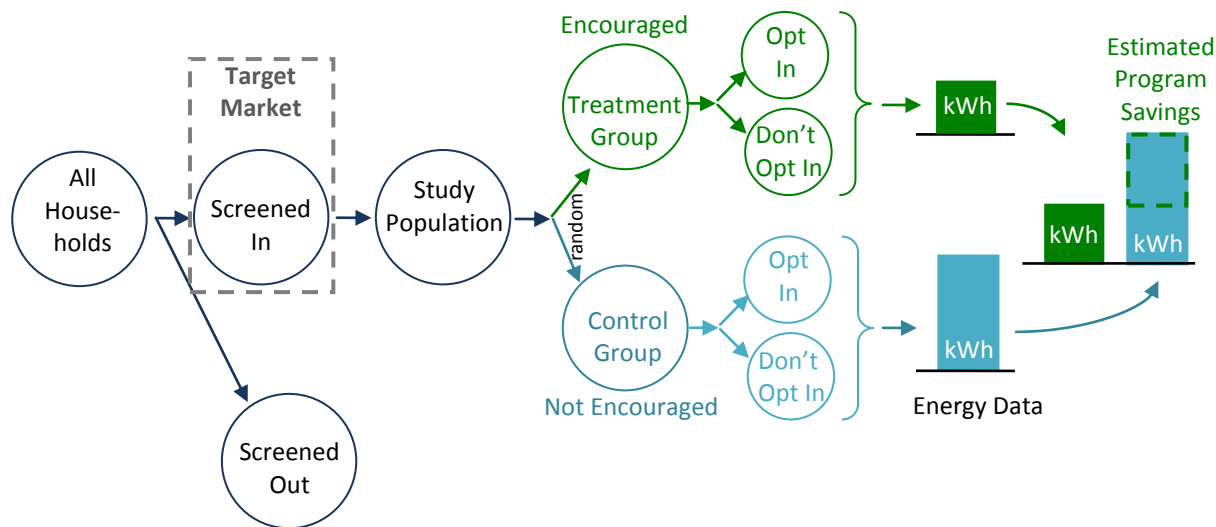 All
House-
holds
Target
Market
Screened
In
Screened
Out
Study
Population
random
Encouraged
Treatment
Group
Opt
In
Don’t
Opt In
kWh
Control
Group
Not Encouraged
Opt
In
Don’t
Opt In
kWh
Energy Data
Estimated
Program
Savings
kWh
kWh